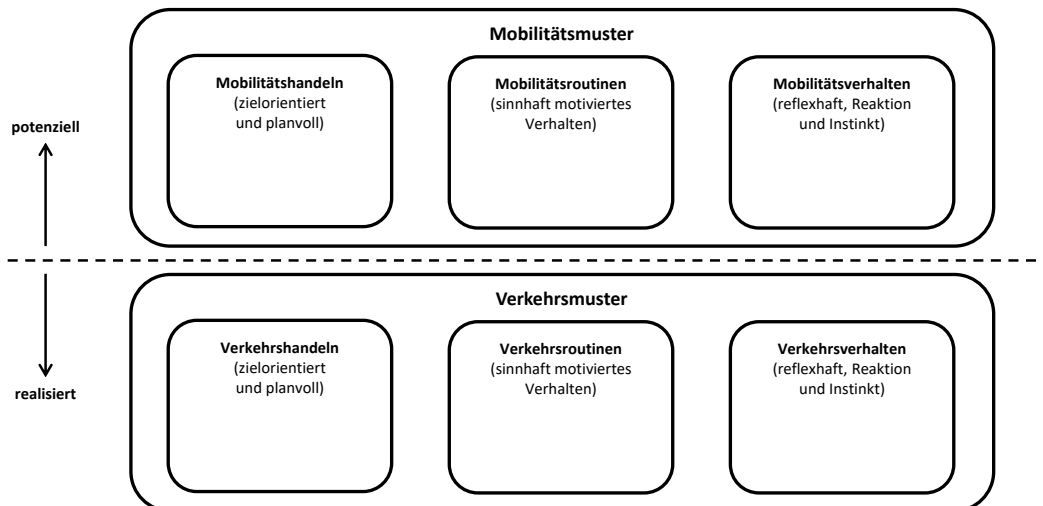 Mobilitätsmuster
Mobilitätshandeln
(zielorientiert
und planvoll)
Mobilitätsroutinen
(sinnhaft motiviertes
Verhalten)
Mobilitätsverhalten
(reflexhaft, Reaktion
und Instinkt)
potenziell
Verkehrsmuster
Verkehrshandeln
(zielorientiert
und planvoll)
Verkehrsroutinen
(sinnhaft motiviertes
Verhalten)
Verkehrsverhalten
(reflexhaft, Reaktion
und Instinkt)
realisiert